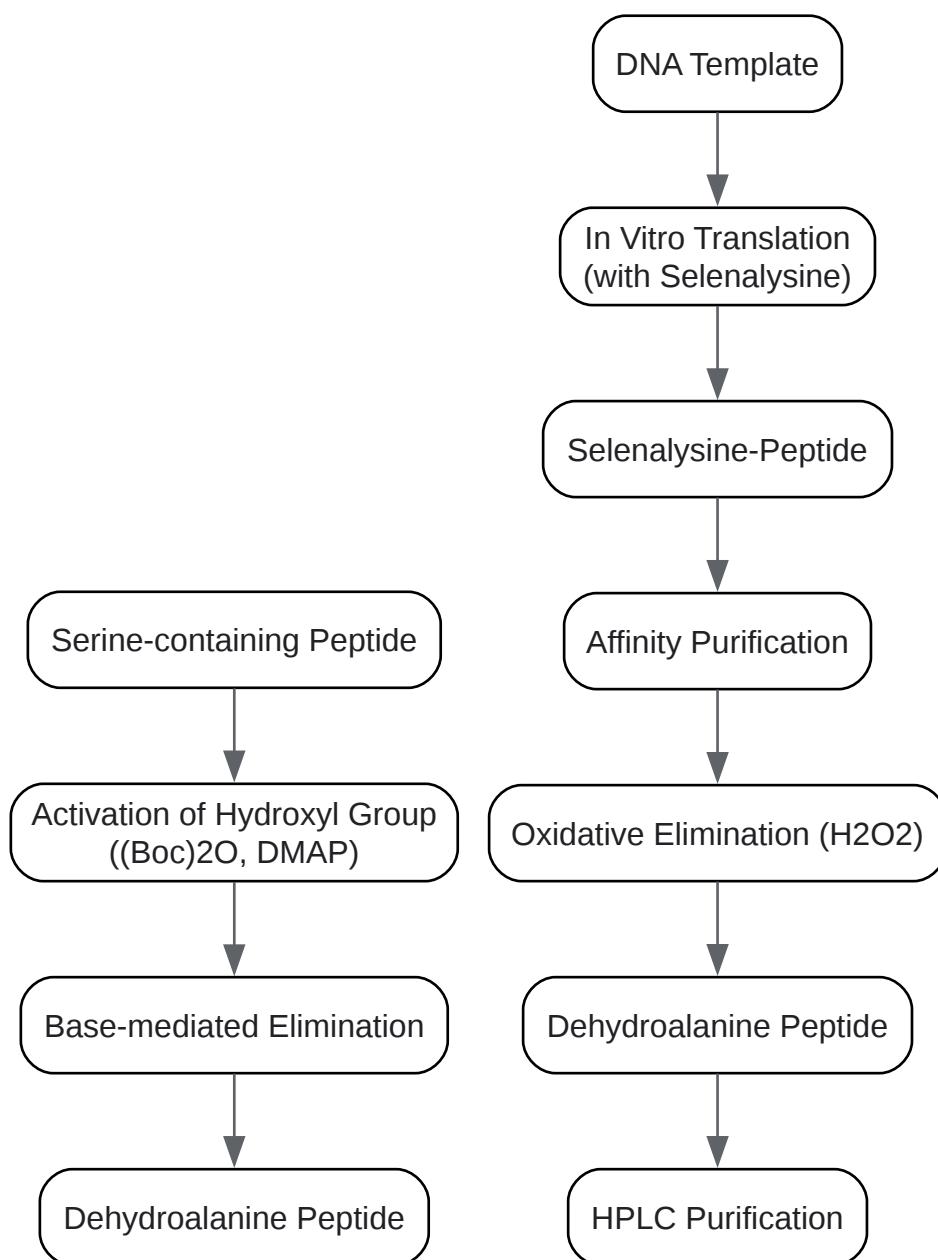 DNA Template
In Vitro Translation
(with Selenalysine)
Selenalysine-Peptide
Affinity Purification
Oxidative Elimination (H2O2)
Dehydroalanine Peptide
HPLC Purification
Serine-containing Peptide
Activation of Hydroxyl Group
((Boc)2O, DMAP)
Base-mediated Elimination
Dehydroalanine Peptide